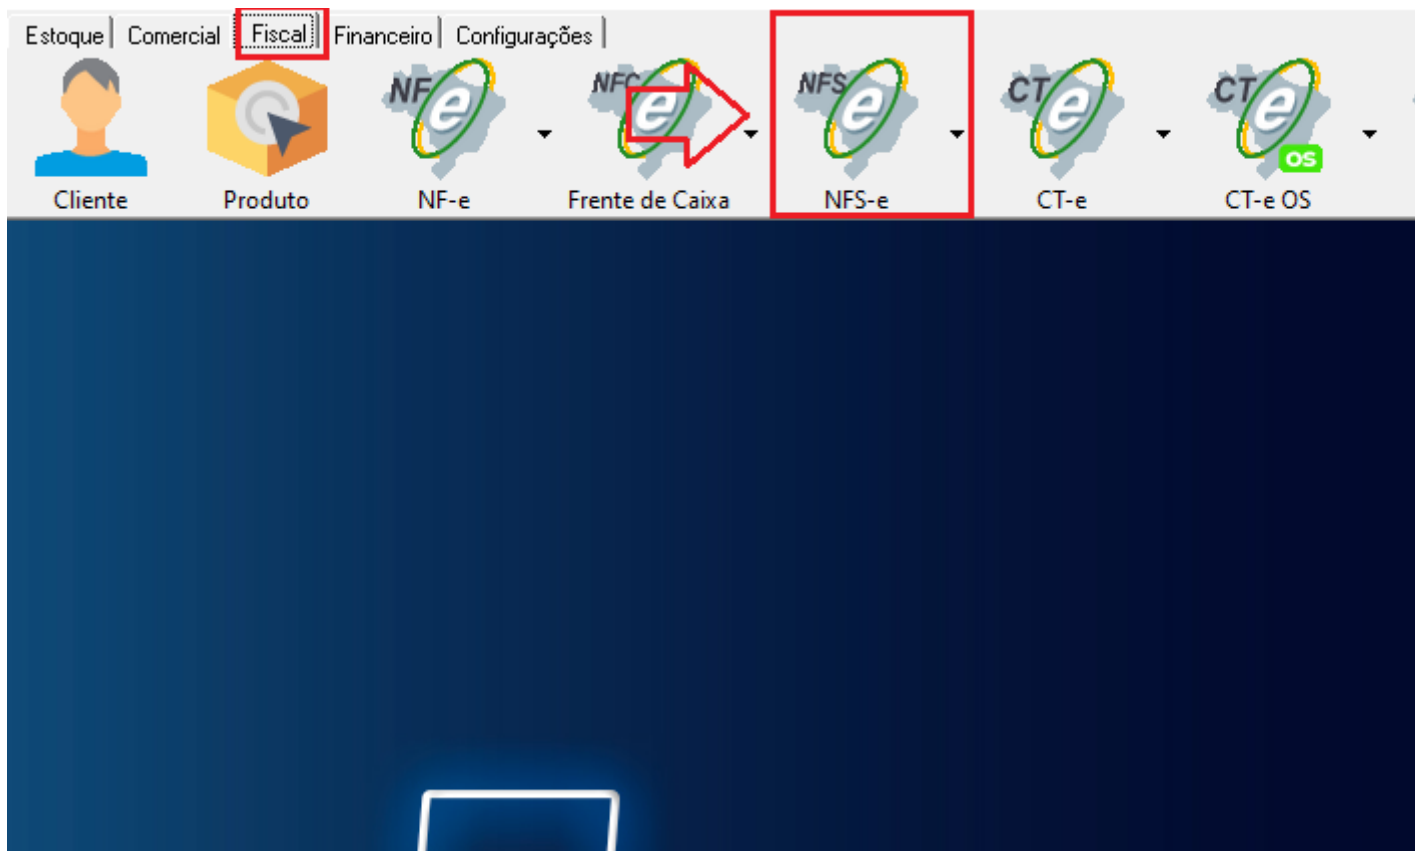 Estoque Comercial Fiscal Financeiro Configurações
NF e NFC e NFS e CT e CT e
os
Cliente Produto NF-e Frente de Caixa NFS-e CT-e CT-e OS